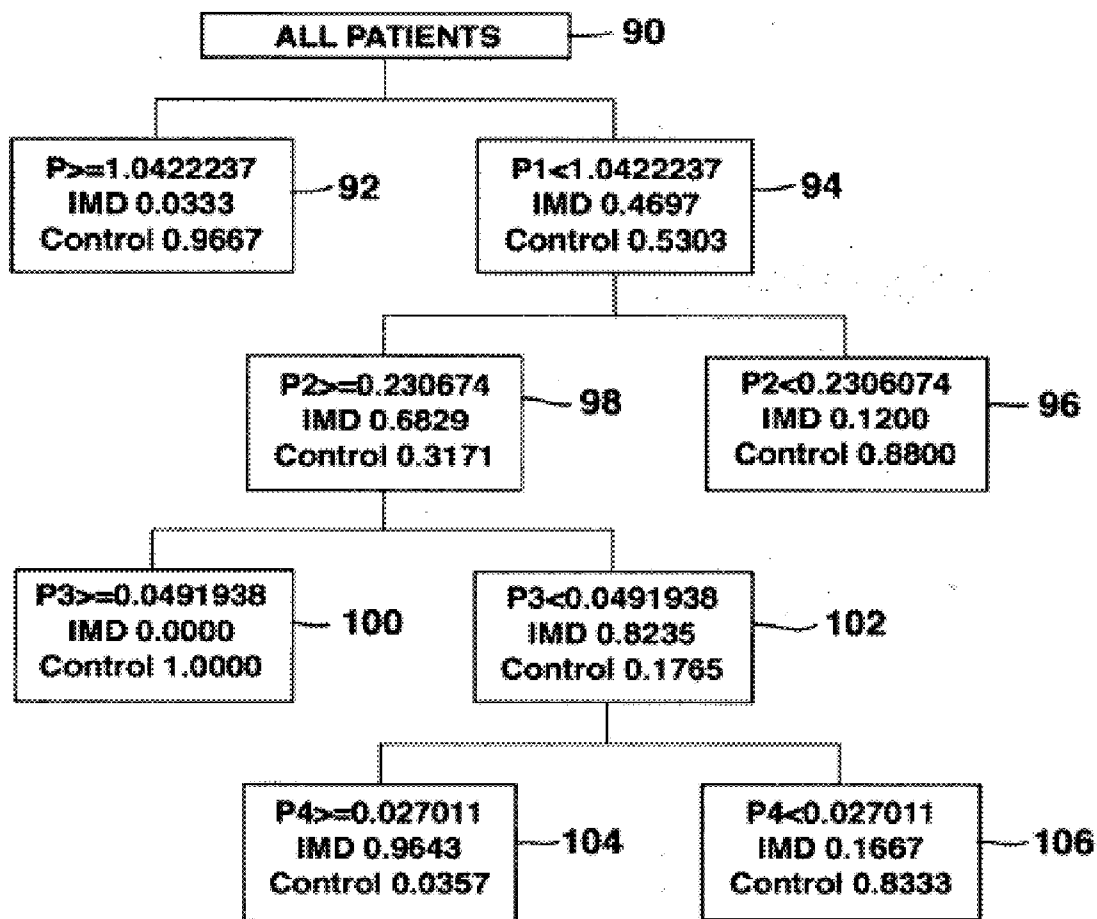 ALL PATIENTS
90
P>=1.0422237
IMD 0.0333
Control 0.9667
92
P1<1.0422237
IMD 0.4697
Control 0.5303
94
P2>=0.230674
IMD 0.6829
Control 0.3171
98
P2<0.2306074
IMD 0.1200
Control 0.8800
96
P3>=0.0491938
IMD 0.0000
Control 1.0000
100
P3<0.0491938
IMD 0.8235
Control 0.1765
102
P4>=0.027011
IMD 0.9643
Control 0.0357
104
P4<0.027011
IMD 0.1667
Control 0.8333
106